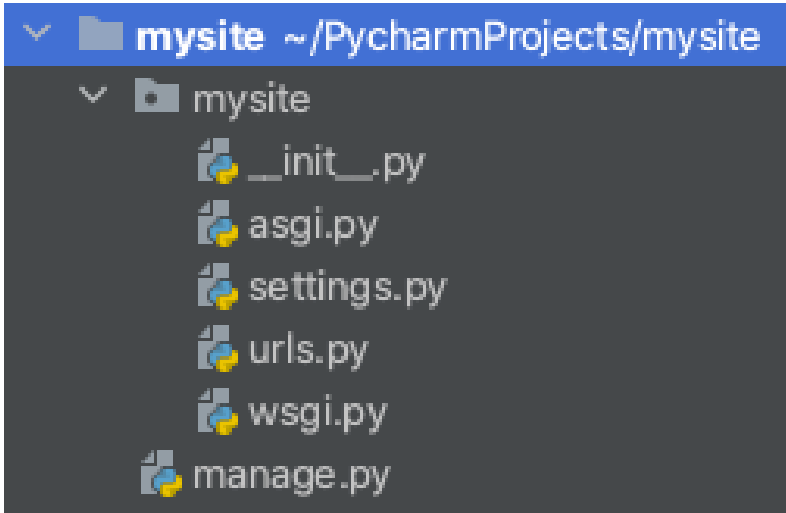 mysite ~/PycharmProjects/mysite
mysite
__init__.py
asgi.py
settings.py
urls.py
wsgi.py
manage.py